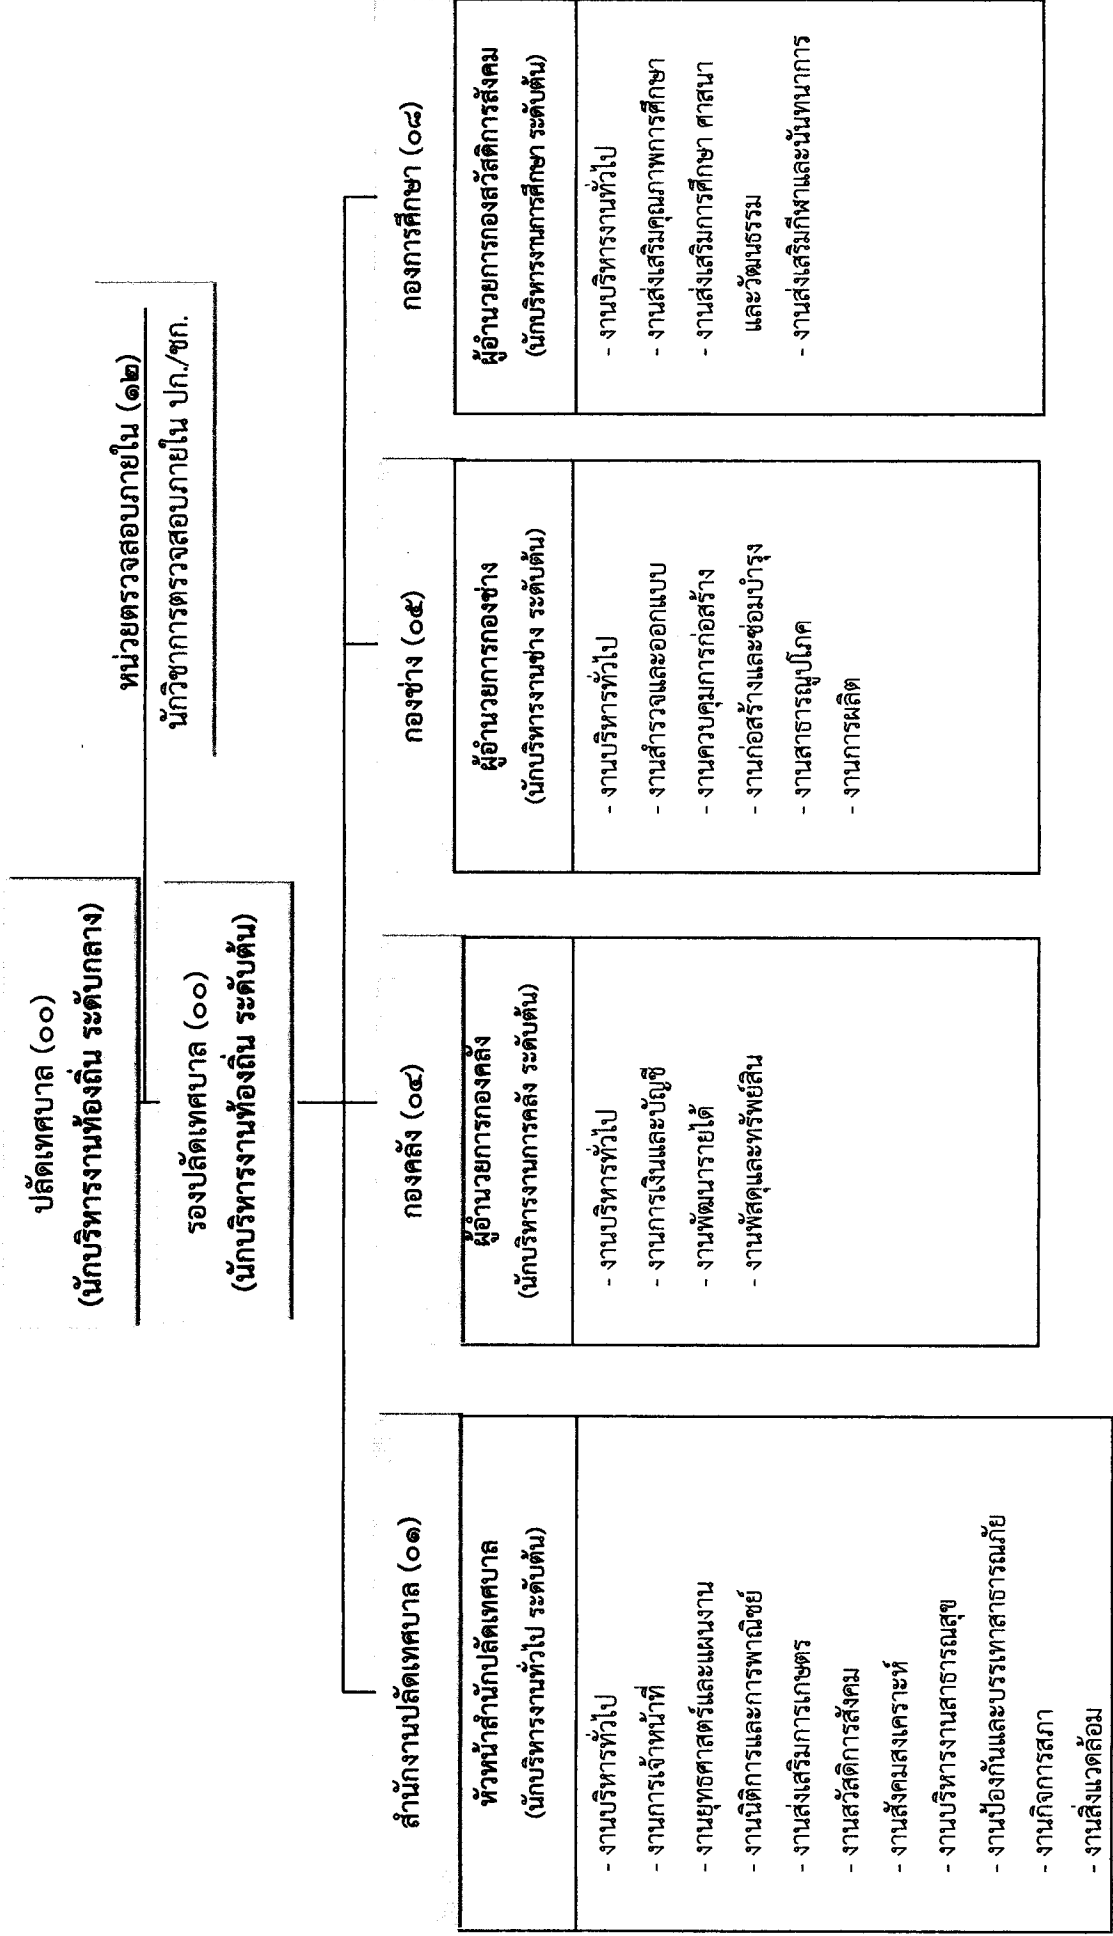 ปลัดเทศบาล (๐๐)
(นักบริหารงานท้องถิ่น ระดับกลาง)
หน่วยตรวจสอบภายใน (๑๒)
นักวิชาการตรวจสอบภายใน ปก./ชก.
รองปลัดเทศบาล (๐๐)
(นักบริหารงานท้องถิ่น ระดับต้น)
สำนักงานปลัดเทศบาล (๐๑)
หัวหน้าสำนักปลัดเทศบาล
(นักบริหารงานทั่วไป ระดับต้น)
- งานบริหารทั่วไป
- งานการเจ้าหน้าที่
- งานยุทธศาสตร์และแผนงาน
- งานนิติการและการพาณิชย์
- งานส่งเสริมการเกษตร
- งานสวัสดิการสังคม
- งานสังคมสงเคราะห์
- งานบริหารงานสาธารณสุข
- งานป้องกันและบรรเทาสาธารณภัย
- งานกิจการสภา
- งานสิ่งแวดล้อม
กองคลัง (๐๔)
ผู้อำนวยการกองคลัง
(นักบริหารงานการคลัง ระดับต้น)
- งานบริหารทั่วไป
- งานการเงินและบัญชี
- งานพัฒนารายได้
- งานพัสดุและทรัพย์สิน
กองช่าง (๐๕)
ผู้อำนวยการกองช่าง
(นักบริหารงานช่าง ระดับต้น)
- งานบริหารทั่วไป
- งานสำรวจและออกแบบ
- งานควบคุมการก่อสร้าง
- งานก่อสร้างและซ่อมบำรุง
- งานสาธารณูปโภค
- งานการผลิต
กองการศึกษา (๐๘)
ผู้อำนวยการกองสวัสดิการสังคม
(นักบริหารงานการศึกษา ระดับต้น)
- งานบริหารงานทั่วไป
- งานส่งเสริมคุณภาพการศึกษา
- งานส่งเสริมการศึกษา ศาสนา
และวัฒนธรรม
- งานส่งเสริมกีฬาและนันทนาการ